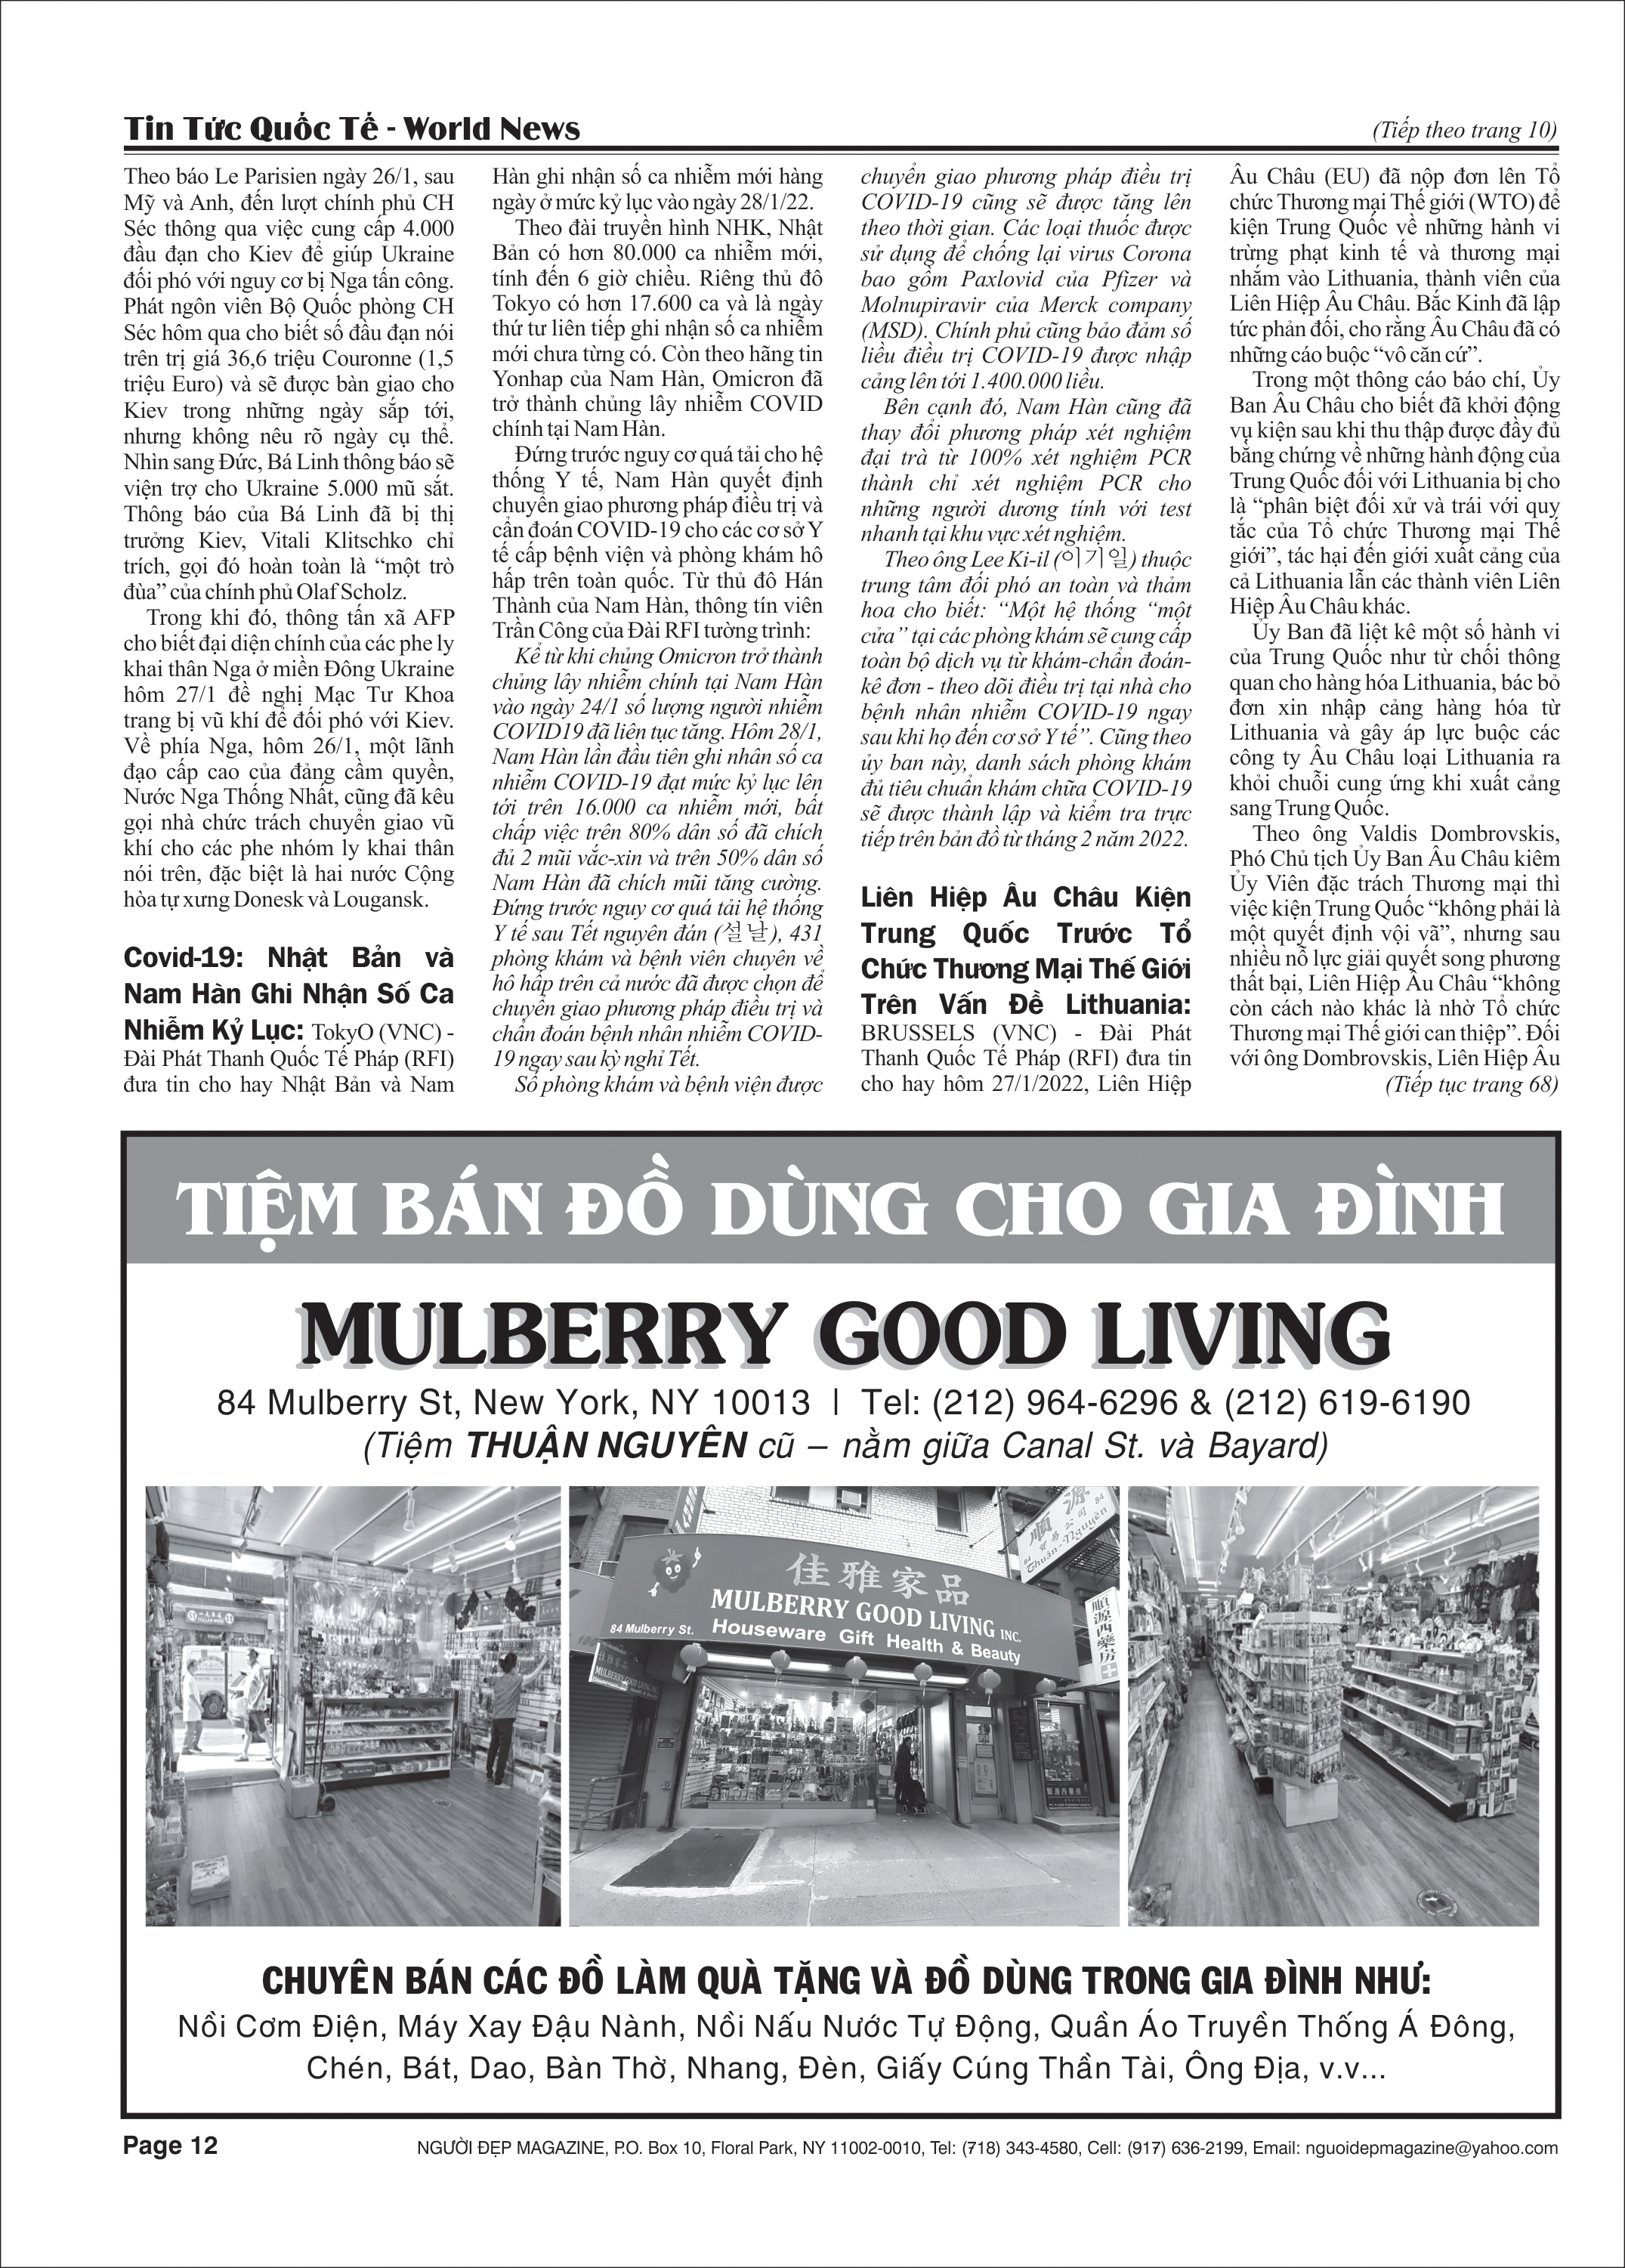 Tin Tức Quốc Tế - World News
(Tiếp theo trang 10)
Theo báo Le Parisien ngày 26/1, sau
Mỹ và Anh, đến lượt chính phủ CH
Séc thông qua việc cung cấp 4.000
đầu đạn cho Kiev để giúp Ukraine
đối phó với nguy cơ bị Nga tấn công.
Phát ngôn viên Bộ Quốc phòng CH
Séc hôm qua cho biết số đầu đạn nói
trên trị giá 36,6 triệu Couronne (1,5
triệu Euro) và sẽ được bàn giao cho
Kiev trong những ngày sắp tới,
nhưng không nêu rõ ngày cụ thể.
Nhìn sang Đức, Bá Linh thông báo sẽ
viện trợ cho Ukraine 5.000 mũ sắt.
Thông báo của Bá Linh đã bị thị
trưởng Kiev, Vitali Klitschko chỉ
trích, gọi đó hoàn toàn là “một trò
đùa” của chính phủ Olaf Scholz.
Trong khi đó, thông tấn xã AFP
cho biết đại diện chính của các phe ly
khai thân Nga ở miền Đông Ukraine
hôm 27/1 đề nghị Mạc Tư Khoa
trang bị vũ khí để đối phó với Kiev.
Về phía Nga, hôm 26/1, một lãnh
đạo cấp cao của đảng cầm quyền,
Nước Nga Thống Nhất, cũng đã kêu
gọi nhà chức trách chuyển giao vũ
khí cho các phe nhóm ly khai thân
nói trên, đặc biệt là hai nước Cộng
hòa tự xưng Donesk và Lougansk.
Covid-19: Nhật Bản và
Nam Hàn Ghi Nhận Số Ca
Nhiễm Kỷ Lục: TokyO (VNC) -
Đài Phát Thanh Quốc Tế Pháp (RFI)
đưa tin cho hay Nhật Bản và Nam
Hàn ghi nhận số ca nhiễm mới hàng
ngày ở mức kỷ lục vào ngày 28/1/22.
Theo đài truyền hình NHK, Nhật
Bản có hơn 80.000 ca nhiễm mới,
tính đến 6 giờ chiều. Riêng thủ đô
Tokyo có hơn 17.600 ca và là ngày
thứ tư liên tiếp ghi nhận số ca nhiễm
mới chưa từng có. Còn theo hãng tin
Yonhap của Nam Hàn, Omicron đã
trở thành chủng lây nhiễm COVID
chính tại Nam Hàn.
Đứng trước nguy cơ quá tải cho hệ
thống Y tế, Nam Hàn quyết định
chuyển giao phương pháp điều trị và
cẩn đoán COVID-19 cho các cơ sở Y
tế cấp bệnh viện và phòng khám hô
hấp trên toàn quốc. Từ thủ đô Hán
Thành của Nam Hàn, thông tín viên
Trần Công của Đài RFI tường trình:
Kể từ khi chủng Omicron trở thành
chủng lây nhiễm chính tại Nam Hàn
vào ngày 24/1 số lượng người nhiễm
COVID19 đã liên tục tăng. Hôm 28/1,
Nam Hàn lần đầu tiên ghi nhân số ca
nhiễm COVID-19 đạt mức kỷ lục lên
tới trên 16.000 ca nhiễm mới, bất
chấp việc trên 80% dân số đã chích
đủ 2 mũi vắc-xin và trên 50% dân số
Nam Hàn đã chích mũi tăng cường.
Đứng trước nguy cơ quá tải hệ thống
Y tế sau Tết nguyên đán (설날), 431
phòng khám và bệnh viên chuyên về
hô hấp trên cả nước đã được chọn để
chuyển giao phương pháp điều trị và
chẩn đoán bệnh nhân nhiễm COVID-
19 ngay sau kỳ nghỉ Tết.
Số phòng khám và bệnh viện được
chuyển giao phương pháp điều trị
COVID-19 cũng sẽ được tăng lên
theo thời gian. Các loại thuốc được
sử dụng để chống lại virus Corona
bao gồm Paxlovid của Pfizer và
Molnupiravir của Merck company
(MSD). Chính phủ cũng bảo đảm số
liều điều trị COVID-19 được nhập
cảng lên tới 1.400.000 liều.
Bên cạnh đó, Nam Hàn cũng đã
thay đổi phương pháp xét nghiệm
đại trà từ 100% xét nghiệm PCR
thành chỉ xét nghiệm PCR cho
những người dương tính với test
nhanh tại khu vực xét nghiệm.
Theo ông Lee Ki-il (이기일) thuộc
trung tâm đối phó an toàn và thảm
hoa cho biết: “Một hệ thống “một
cửa” tại các phòng khám sẽ cung cấp
toàn bộ dịch vụ từ khám-chẩn đoán-
kê đơn - theo dõi điều trị tại nhà cho
bệnh nhân nhiễm COVID-19 ngay
sau khi họ đến cơ sở Y tế”. Cũng theo
ủy ban này, danh sách phòng khám
đủ tiêu chuẩn khám chữa COVID-19
sẽ được thành lập và kiểm tra trực
tiếp trên bản đồ từ tháng 2 năm 2022.
Liên Hiệp Âu Châu Kiện
Trung Quốc Trước Tổ
Chức Thương Mại Thế Giới
Trên Vấn Đề Lithuania:
BRUSSELS (VNC) - Đài Phát
Thanh Quốc Tế Pháp (RFI) đưa tin
cho hay hôm 27/1/2022, Liên Hiệp
Âu Châu (EU) đã nộp đơn lên Tổ
chức Thương mại Thế giới (WTO) để
kiện Trung Quốc về những hành vi
trừng phạt kinh tế và thương mại
nhắm vào Lithuania, thành viên của
Liên Hiệp Âu Châu. Bắc Kinh đã lập
tức phản đối, cho rằng Âu Châu đã có
những cáo buộc “vô căn cứ”.
Trong một thông cáo báo chí, Ủy
Ban Âu Châu cho biết đã khởi động
vụ kiện sau khi thu thập được đầy đủ
bằng chứng về những hành động của
Trung Quốc đối với Lithuania bị cho
là “phân biệt đối xử và trái với quy
tắc của Tổ chức Thương mại Thế
giới”, tác hại đến giới xuất cảng của
cả Lithuania lẫn các thành viên Liên
Hiệp Âu Châu khác.
Ủy Ban đã liệt kê một số hành vi
của Trung Quốc như từ chối thông
quan cho hàng hóa Lithuania, bác bỏ
đơn xin nhập cảng hàng hóa từ
Lithuania và gây áp lực buộc các
công ty Âu Châu loại Lithuania ra
khỏi chuỗi cung ứng khi xuất cảng
sang Trung Quốc.
Theo ông Valdis Dombrovskis,
Phó Chủ tịch Ủy Ban Âu Châu kiêm
Ủy Viên đặc trách Thương mại thì
việc kiện Trung Quốc “không phải là
một quyết định vội vã”, nhưng sau
nhiều nỗ lực giải quyết song phương
thất bại, Liên Hiệp Âu Châu “không
còn cách nào khác là nhờ Tổ chức
Thương mại Thế giới can thiệp”. Đối
với ông Dombrovskis, Liên Hiệp Âu
(Tiếp tục trang 68)
TIỆM BÁN ĐỒ DÙNG CHO GIA ĐÌNH
MULBERRY GOOD LIVING
84 Mulberry St, New York, NY 10013 | Tel: (212) 964-6296 & (212) 619-6190
(Tiệm THUẬN NGUYÊN cũ – nằm giữa Canal St. và Bayard)
佳雅家品
MULBERRY GOOD LIVING INC.
84 Mulberry St. Houseware Gift Health & Beauty
順源
Thuận-Nguyên
順源西藥房
CHUYÊN BÁN CÁC ĐỒ LÀM QUÀ TẶNG VÀ ĐỒ DÙNG TRONG GIA ĐÌNH NHƯ:
Nồi Cơm Điện, Máy Xay Đậu Nành, Nồi Nấu Nước Tự Động, Quần Áo Truyền Thống Á Đông,
Chén, Bát, Dao, Bàn Thờ, Nhang, Đèn, Giấy Cúng Thần Tài, Ông Địa, v.v...
Page 12
NGƯỜI ĐẸP MAGAZINE, P.O. Box 10, Floral Park, NY 11002-0010, Tel: (718) 343-4580, Cell: (917) 636-2199, Email: nguoidepmagazine@yahoo.com